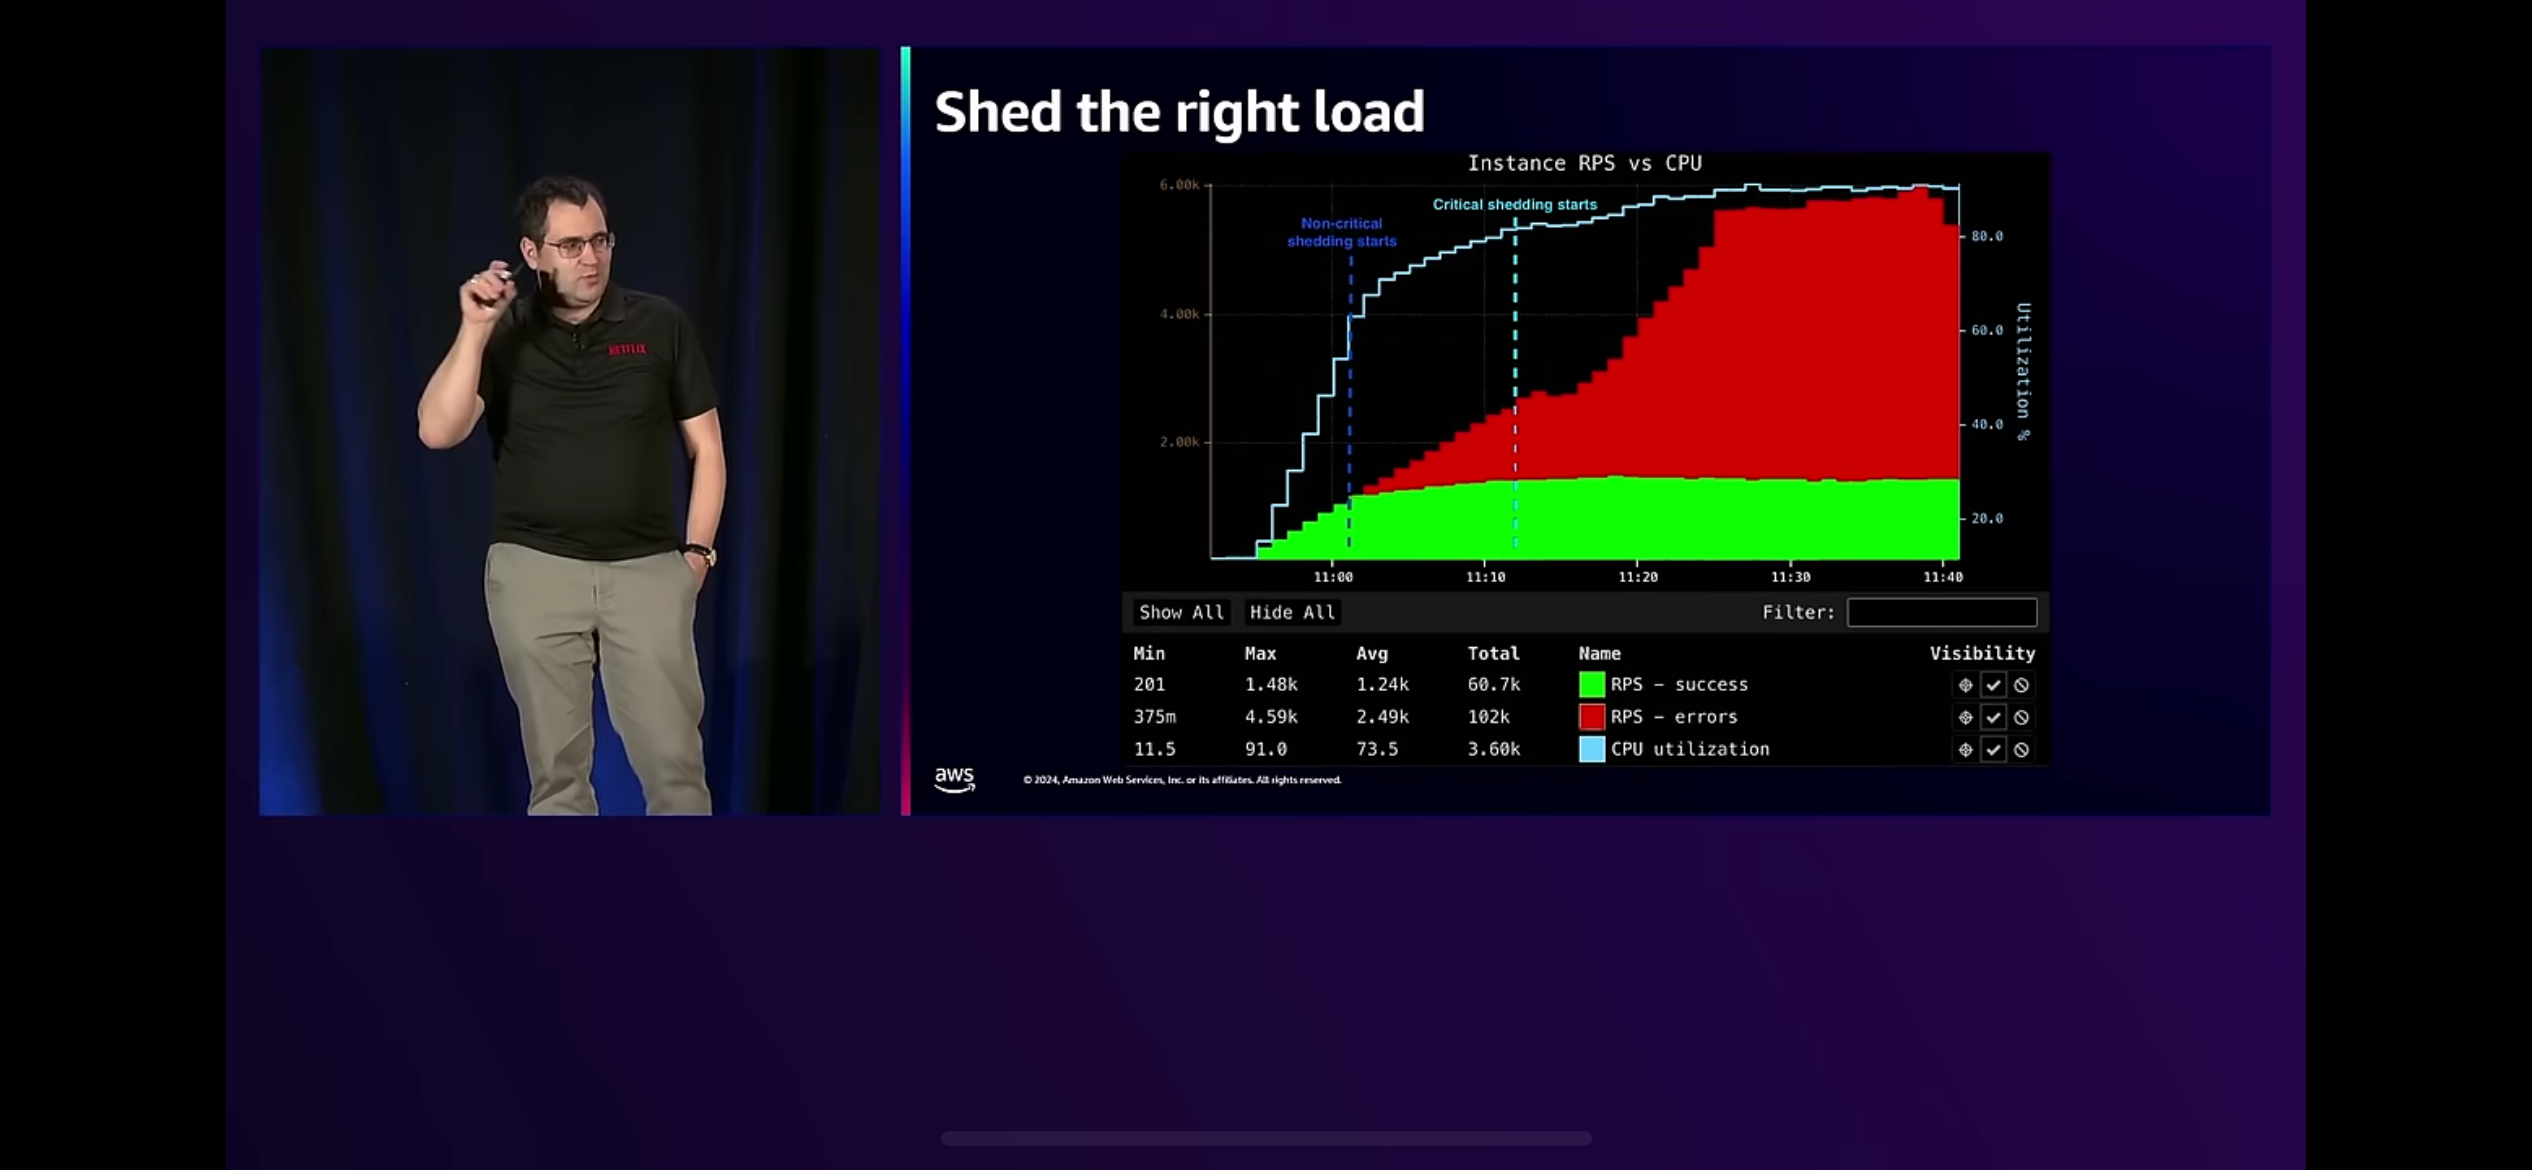 NETFLIX
Shed the right load
Instance RPS vs CPU
6.00k
4.00k
2.00k
Non-critical
shedding starts
Critical shedding starts
80.0
60.0
40.0
20.0
Utilization %
11:00 11:10 11:20 11:30 11:40
Show All Hide All Filter:
Min Max Avg Total Name Visibility
201 1.48k 1.24k 60.7k RPS – success
375m 4.59k 2.49k 102k RPS – errors
11.5 91.0 73.5 3.60k CPU utilization
aws
© 2024, Amazon Web Services, Inc. or its affiliates. All rights reserved.